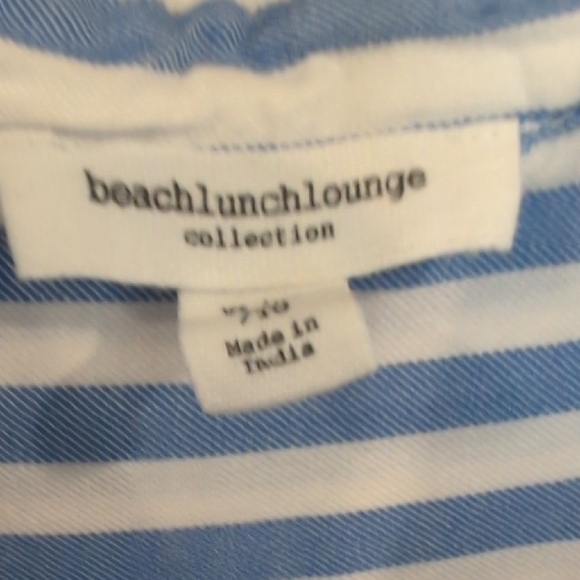 beachlunchlounge
collection
Made in
India